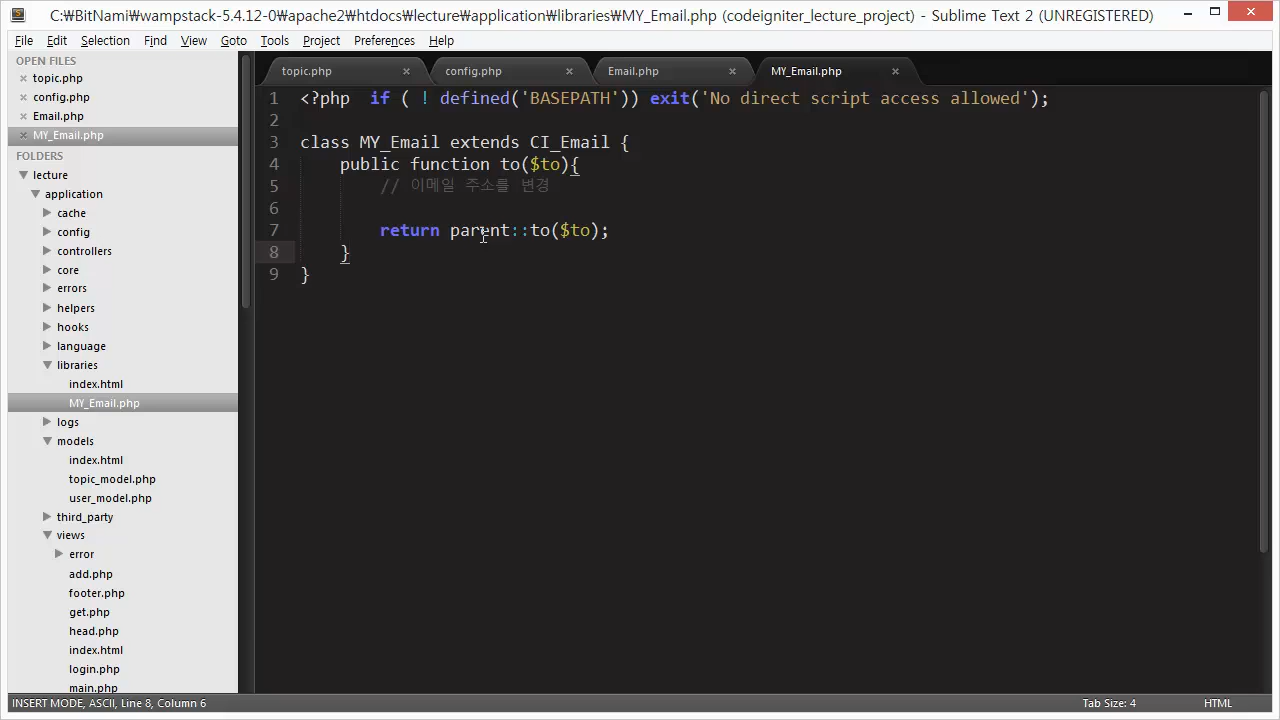 C:₩BitNami₩wampstack-5.4.12-0₩apache2₩htdocs₩lecture₩application₩libraries₩MY_Email.php (codeigniter_lecture_project) - Sublime Text 2 (UNREGISTERED)
File Edit Selection Find View Goto Tools Project Preferences Help
OPEN FILES
topic.php
config.php
Email.php
MY_Email.php
FOLDERS
lecture
application
cache
config
controllers
core
errors
helpers
hooks
language
libraries
index.html
MY_Email.php
logs
models
index.html
topic_model.php
user_model.php
third_party
views
error
add.php
footer.php
get.php
head.php
index.html
login.php
main.php
topic.php config.php Email.php MY_Email.php
1 <?php  if ( ! defined('BASEPATH')) exit('No direct script access allowed');
2
3 class MY_Email extends CI_Email {
4     public function to($to){
5         // 이메일 주소를 변경
6
7         return parent::to($to);
8     }
9 }
INSERT MODE, ASCII, Line 8, Column 6 Tab Size: 4 HTML